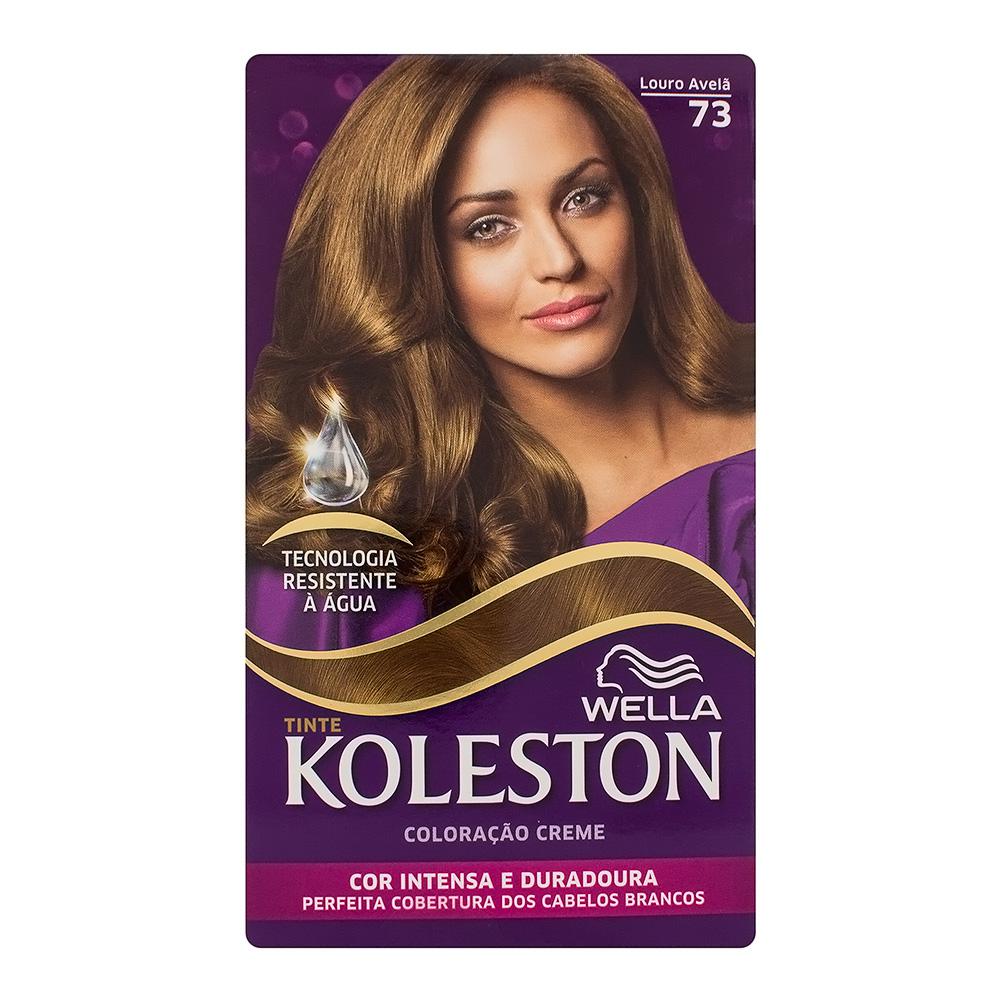 Louro Avelã
73
TECNOLOGIA
RESISTENTE
À ÁGUA
WELLA
TINTE
KOLESTON
COLORAÇÃO CREME
COR INTENSA E DURADOURA
PERFEITA COBERTURA DOS CABELOS BRANCOS